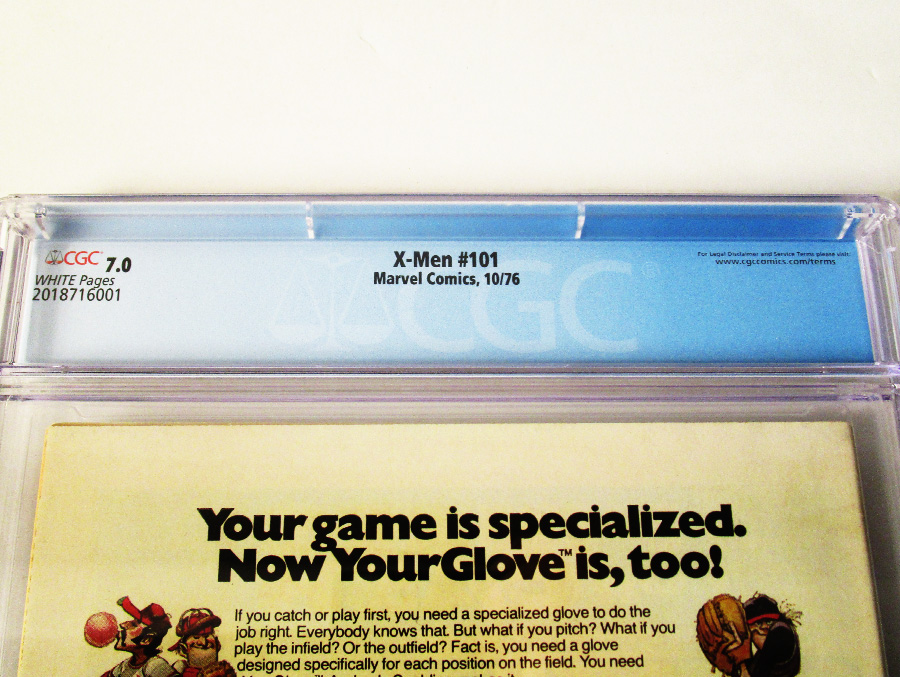 CGC 7.0
WHITE Pages
2018716001
X-Men #101
Marvel Comics, 10/76
For Legal Disclaimer and Service Terms please visit:
www.cgccomics.com/terms
CGC
Your game is specialized.
Now YourGlove™ is, too!
If you catch or play first, you need a specialized glove to do the
job right. Everybody knows that. But what if you pitch? What if you
play the infield? Or the outfield? Fact is, you need a glove
designed specifically for each position on the field. You need